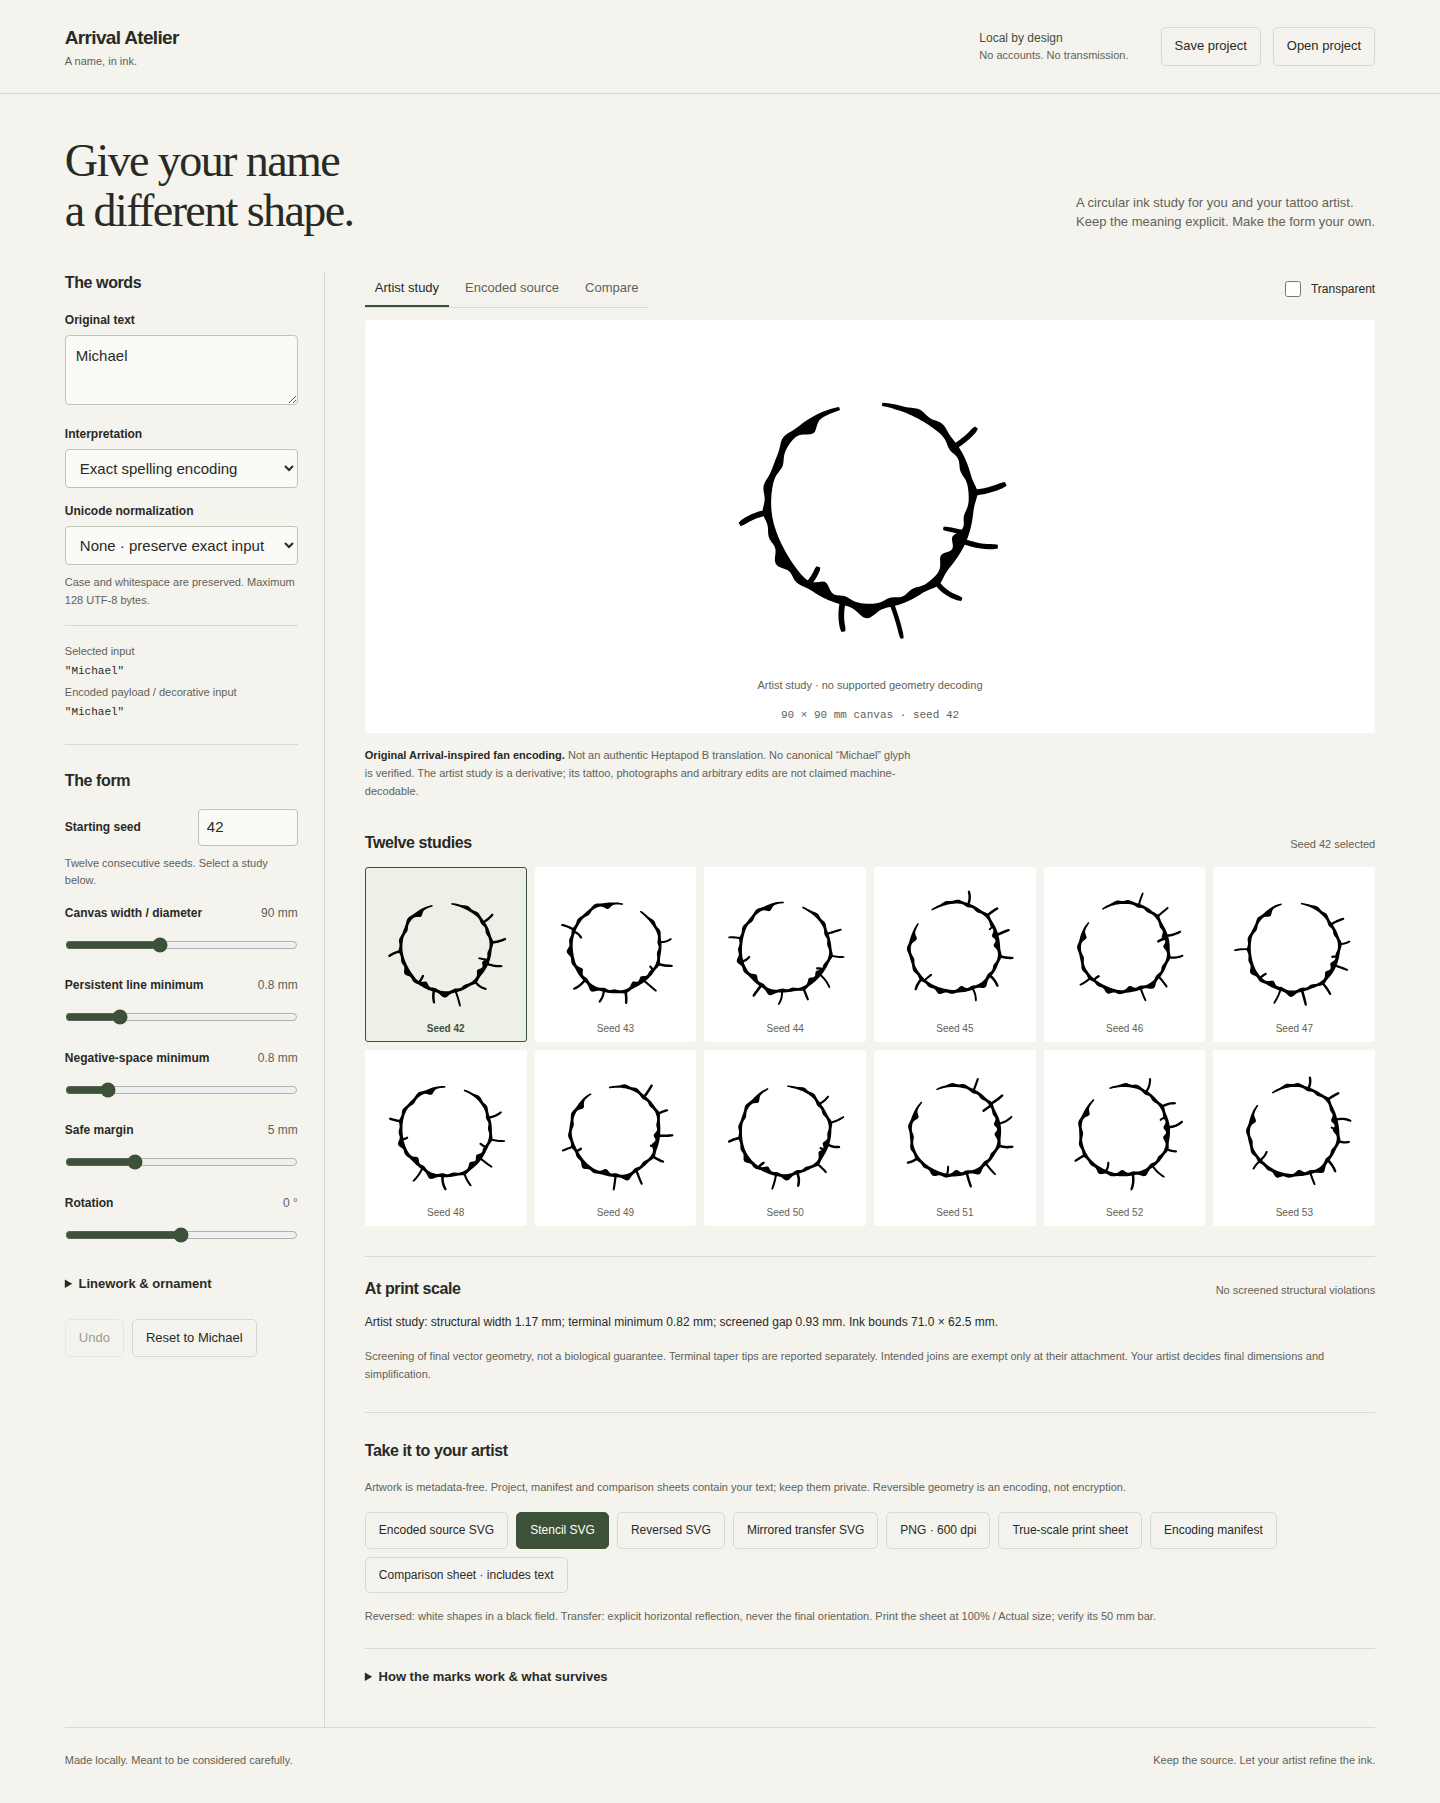 Arrival Atelier
A name, in ink.
Local by design
No accounts. No transmission.
Save project
Open project
Give your name
a different shape.
A circular ink study for you and your tattoo artist.
Keep the meaning explicit. Make the form your own.
The words
Original text
Michael
Interpretation
Exact spelling encoding
Unicode normalization
None · preserve exact input
Case and whitespace are preserved. Maximum
128 UTF-8 bytes.
Selected input
"Michael"
Encoded payload / decorative input
"Michael"
The form
Starting seed
42
Twelve consecutive seeds. Select a study
below.
Canvas width / diameter
90 mm
Persistent line minimum
0.8 mm
Negative-space minimum
0.8 mm
Safe margin
5 mm
Rotation
0 °
Linework & ornament
Undo
Reset to Michael
Artist study
Encoded source
Compare
Transparent
Artist study · no supported geometry decoding
90 × 90 mm canvas · seed 42
Original Arrival-inspired fan encoding. Not an authentic Heptapod B translation. No canonical “Michael” glyph
is verified. The artist study is a derivative; its tattoo, photographs and arbitrary edits are not claimed machine-
decodable.
Twelve studies
Seed 42 selected
Seed 42
Seed 43
Seed 44
Seed 45
Seed 46
Seed 47
Seed 48
Seed 49
Seed 50
Seed 51
Seed 52
Seed 53
At print scale
No screened structural violations
Artist study: structural width 1.17 mm; terminal minimum 0.82 mm; screened gap 0.93 mm. Ink bounds 71.0 × 62.5 mm.
Screening of final vector geometry, not a biological guarantee. Terminal taper tips are reported separately. Intended joins are exempt only at their attachment. Your artist decides final dimensions and
simplification.
Take it to your artist
Artwork is metadata-free. Project, manifest and comparison sheets contain your text; keep them private. Reversible geometry is an encoding, not encryption.
Encoded source SVG
Stencil SVG
Reversed SVG
Mirrored transfer SVG
PNG · 600 dpi
True-scale print sheet
Encoding manifest
Comparison sheet · includes text
Reversed: white shapes in a black field. Transfer: explicit horizontal reflection, never the final orientation. Print the sheet at 100% / Actual size; verify its 50 mm bar.
How the marks work & what survives
Made locally. Meant to be considered carefully.
Keep the source. Let your artist refine the ink.